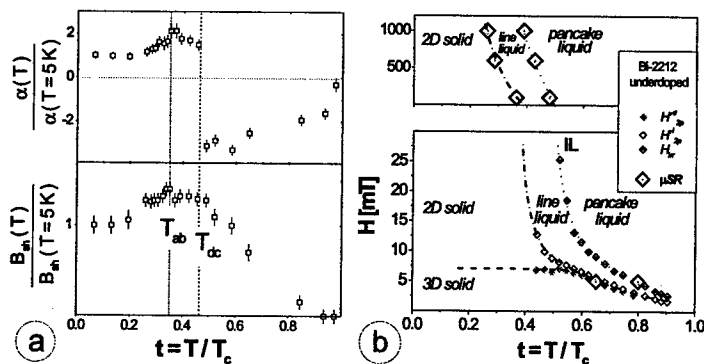 α(T)
α(T=5K)
2
0
-2
B_sh(T)
B_sh(T=5K)
1
T_ab
T_dc
0.0 0.2 0.4 0.6 0.8 1.0
a
t=T/T_c
1000
500
2D solid
line
liquid
pancake
liquid
Bi-2212
underdoped
μSR
H [mT]
25
20
15
10
5
IL
2D solid
line
liquid
pancake
liquid
3D solid
0.0 0.2 0.4 0.6 0.8 1.0
b
t=T/T_c